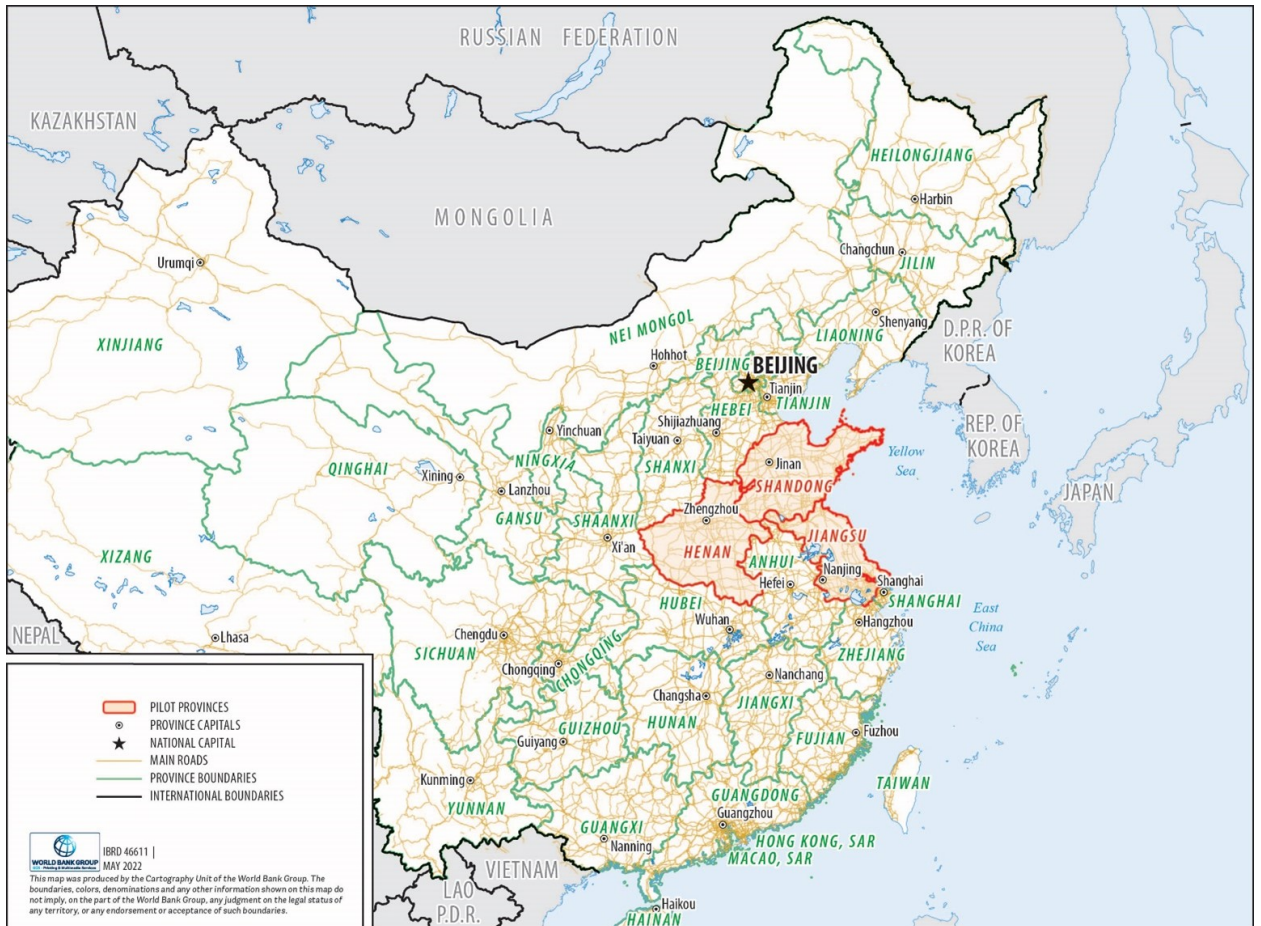 RUSSIAN FEDERATION
KAZAKHSTAN
MONGOLIA
HEILONGJIANG
Harbin
Changchun
JILIN
Urumqi
Shenyang
NEI MONGOL
LIAONING
D.P.R. OF
KOREA
XINJIANG
Hohhot
BEIJING
BEIJING
Tianjin
TIANJIN
HEBEI
Shijiazhuang
Yinchuan
Taiyuan
REP. OF
KOREA
Yellow
Sea
QINGHAI
Xining
NINGXIA
SHANXI
Jinan
SHANDONG
Lanzhou
JAPAN
GANSU
SHAANXI
Zhengzhou
Xi'an
JIANGSU
HENAN
ANHUI
XIZANG
Nanjing
Hefei
Shanghai
SHANGHAI
HUBEI
East
China
Sea
Wuhan
Hangzhou
NEPAL
Lhasa
Chengdu
SICHUAN
ZHEJIANG
Chongqing
CHONGQING
Nanchang
Changsha
JIANGXI
HUNAN
GUIZHOU
Guiyang
FUJIAN
Fuzhou
Kunming
TAIWAN
YUNNAN
GUANGDONG
Guangzhou
GUANGXI
Nanning
HONG KONG, SAR
MACAO, SAR
VIETNAM
LAO
P.D.R.
Haikou
HAINAN
PILOT PROVINCES
PROVINCE CAPITALS
NATIONAL CAPITAL
MAIN ROADS
PROVINCE BOUNDARIES
INTERNATIONAL BOUNDARIES
WORLD BANK GROUP
Printing & Multimedia Services
IBRD 46611 |
MAY 2022
This map was produced by the Cartography Unit of the World Bank Group. The
boundaries, colors, denominations and any other information shown on this map do
not imply, on the part of the World Bank Group, any judgment on the legal status of
any territory, or any endorsement or acceptance of such boundaries.